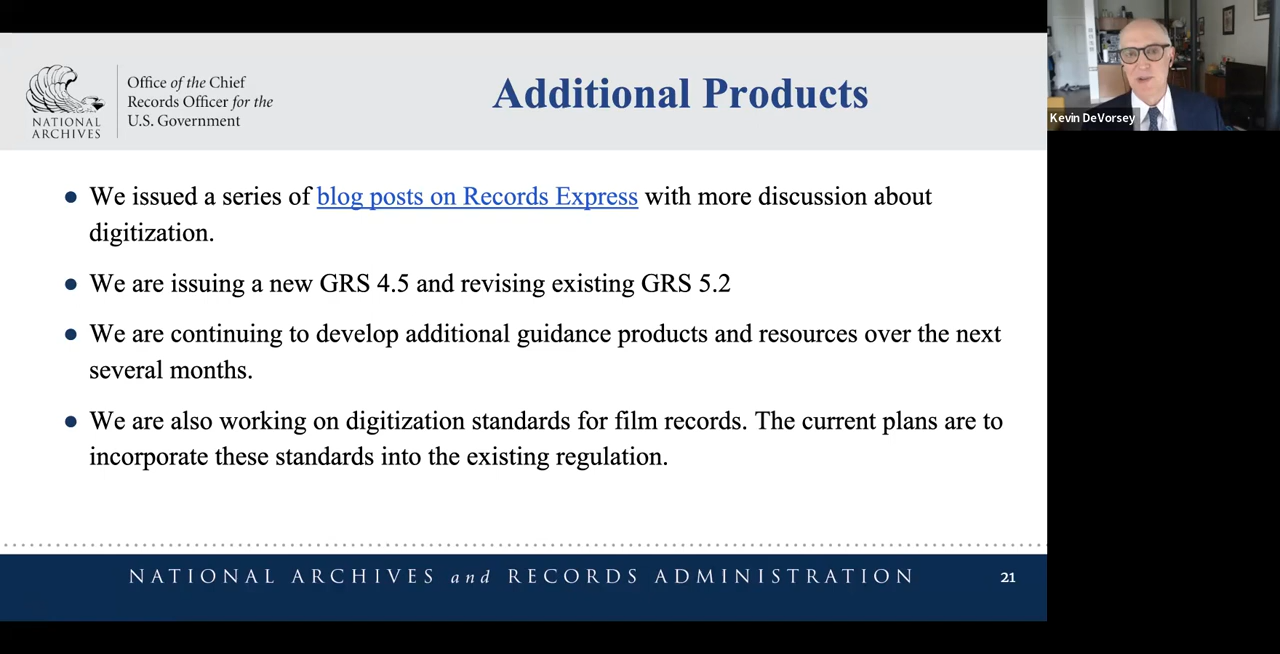 Office of the Chief
Records Officer for the
U.S. Government
NATIONAL
ARCHIVES
Additional Products
Kevin DeVorsey
• We issued a series of blog posts on Records Express with more discussion about
digitization.
• We are issuing a new GRS 4.5 and revising existing GRS 5.2
• We are continuing to develop additional guidance products and resources over the next
several months.
• We are also working on digitization standards for film records. The current plans are to
incorporate these standards into the existing regulation.
NATIONAL ARCHIVES and RECORDS ADMINISTRATION
21